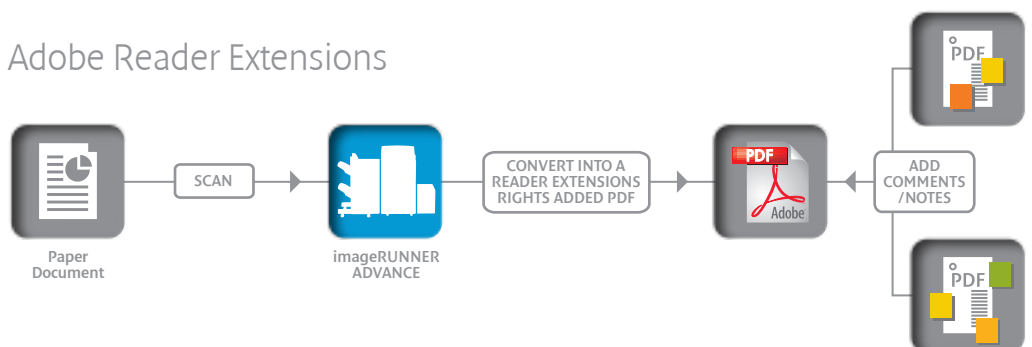 Adobe Reader Extensions
Paper
Document
SCAN
imageRUNNER
ADVANCE
CONVERT INTO A
READER EXTENSIONS
RIGHTS ADDED PDF
PDF
Adobe
ADD
COMMENTS
/NOTES
PDF
PDF